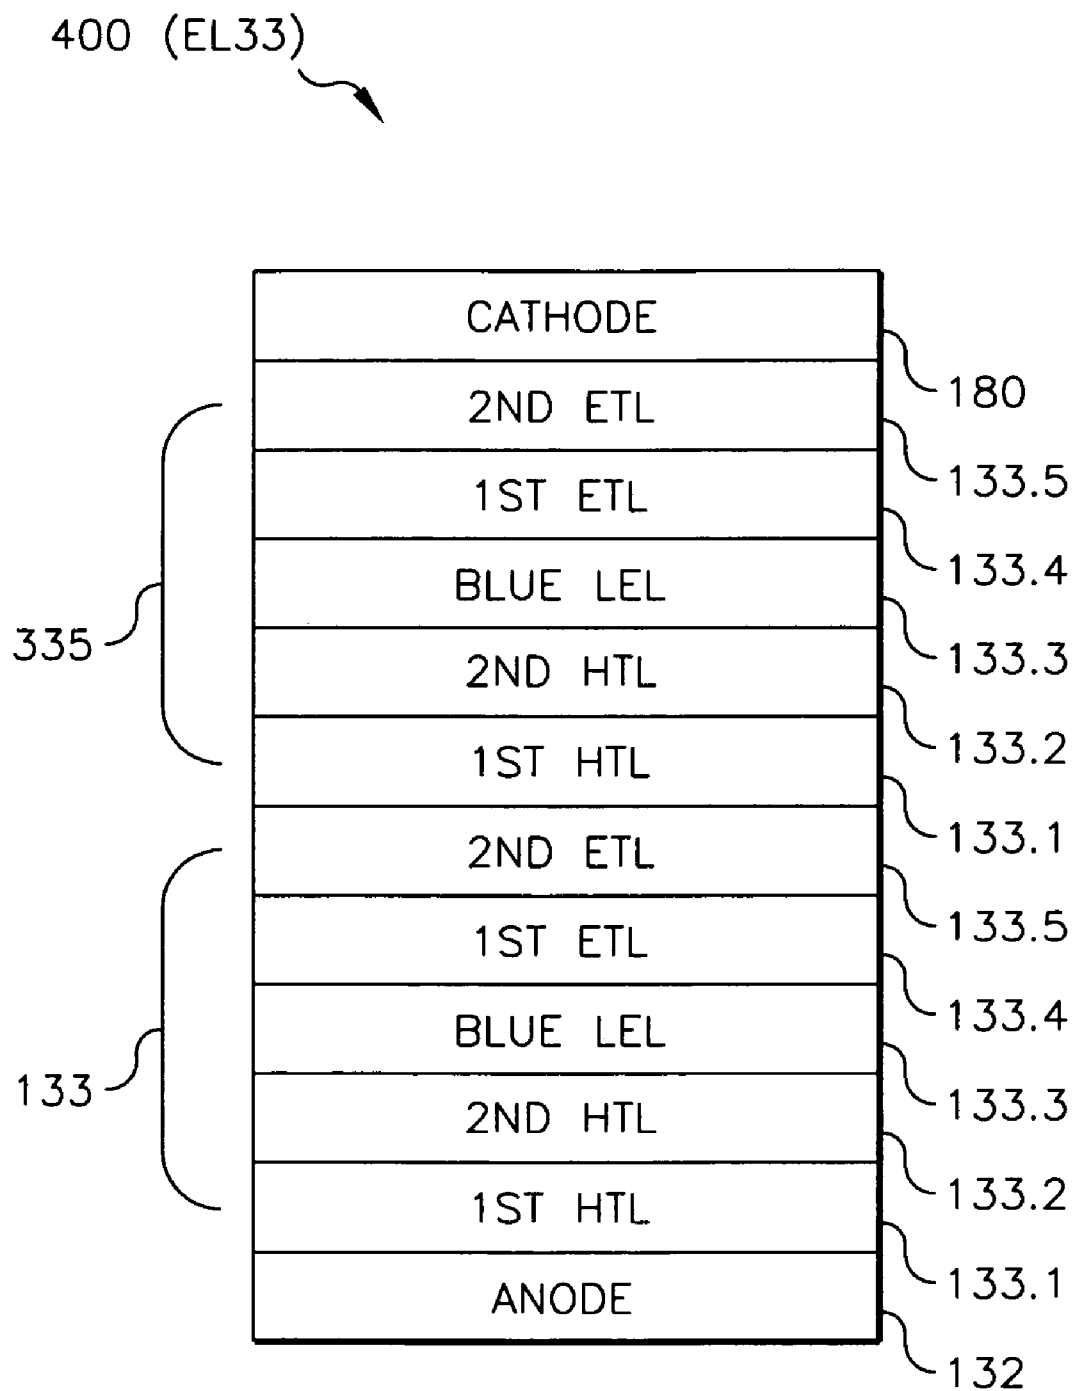 400 (EL33)
CATHODE
180
2ND ETL
133.5
1ST ETL
133.4
BLUE LEL
133.3
335
2ND HTL
133.2
1ST HTL
133.1
2ND ETL
133.5
1ST ETL
133.4
BLUE LEL
133.3
133
2ND HTL
133.2
1ST HTL
133.1
ANODE
132